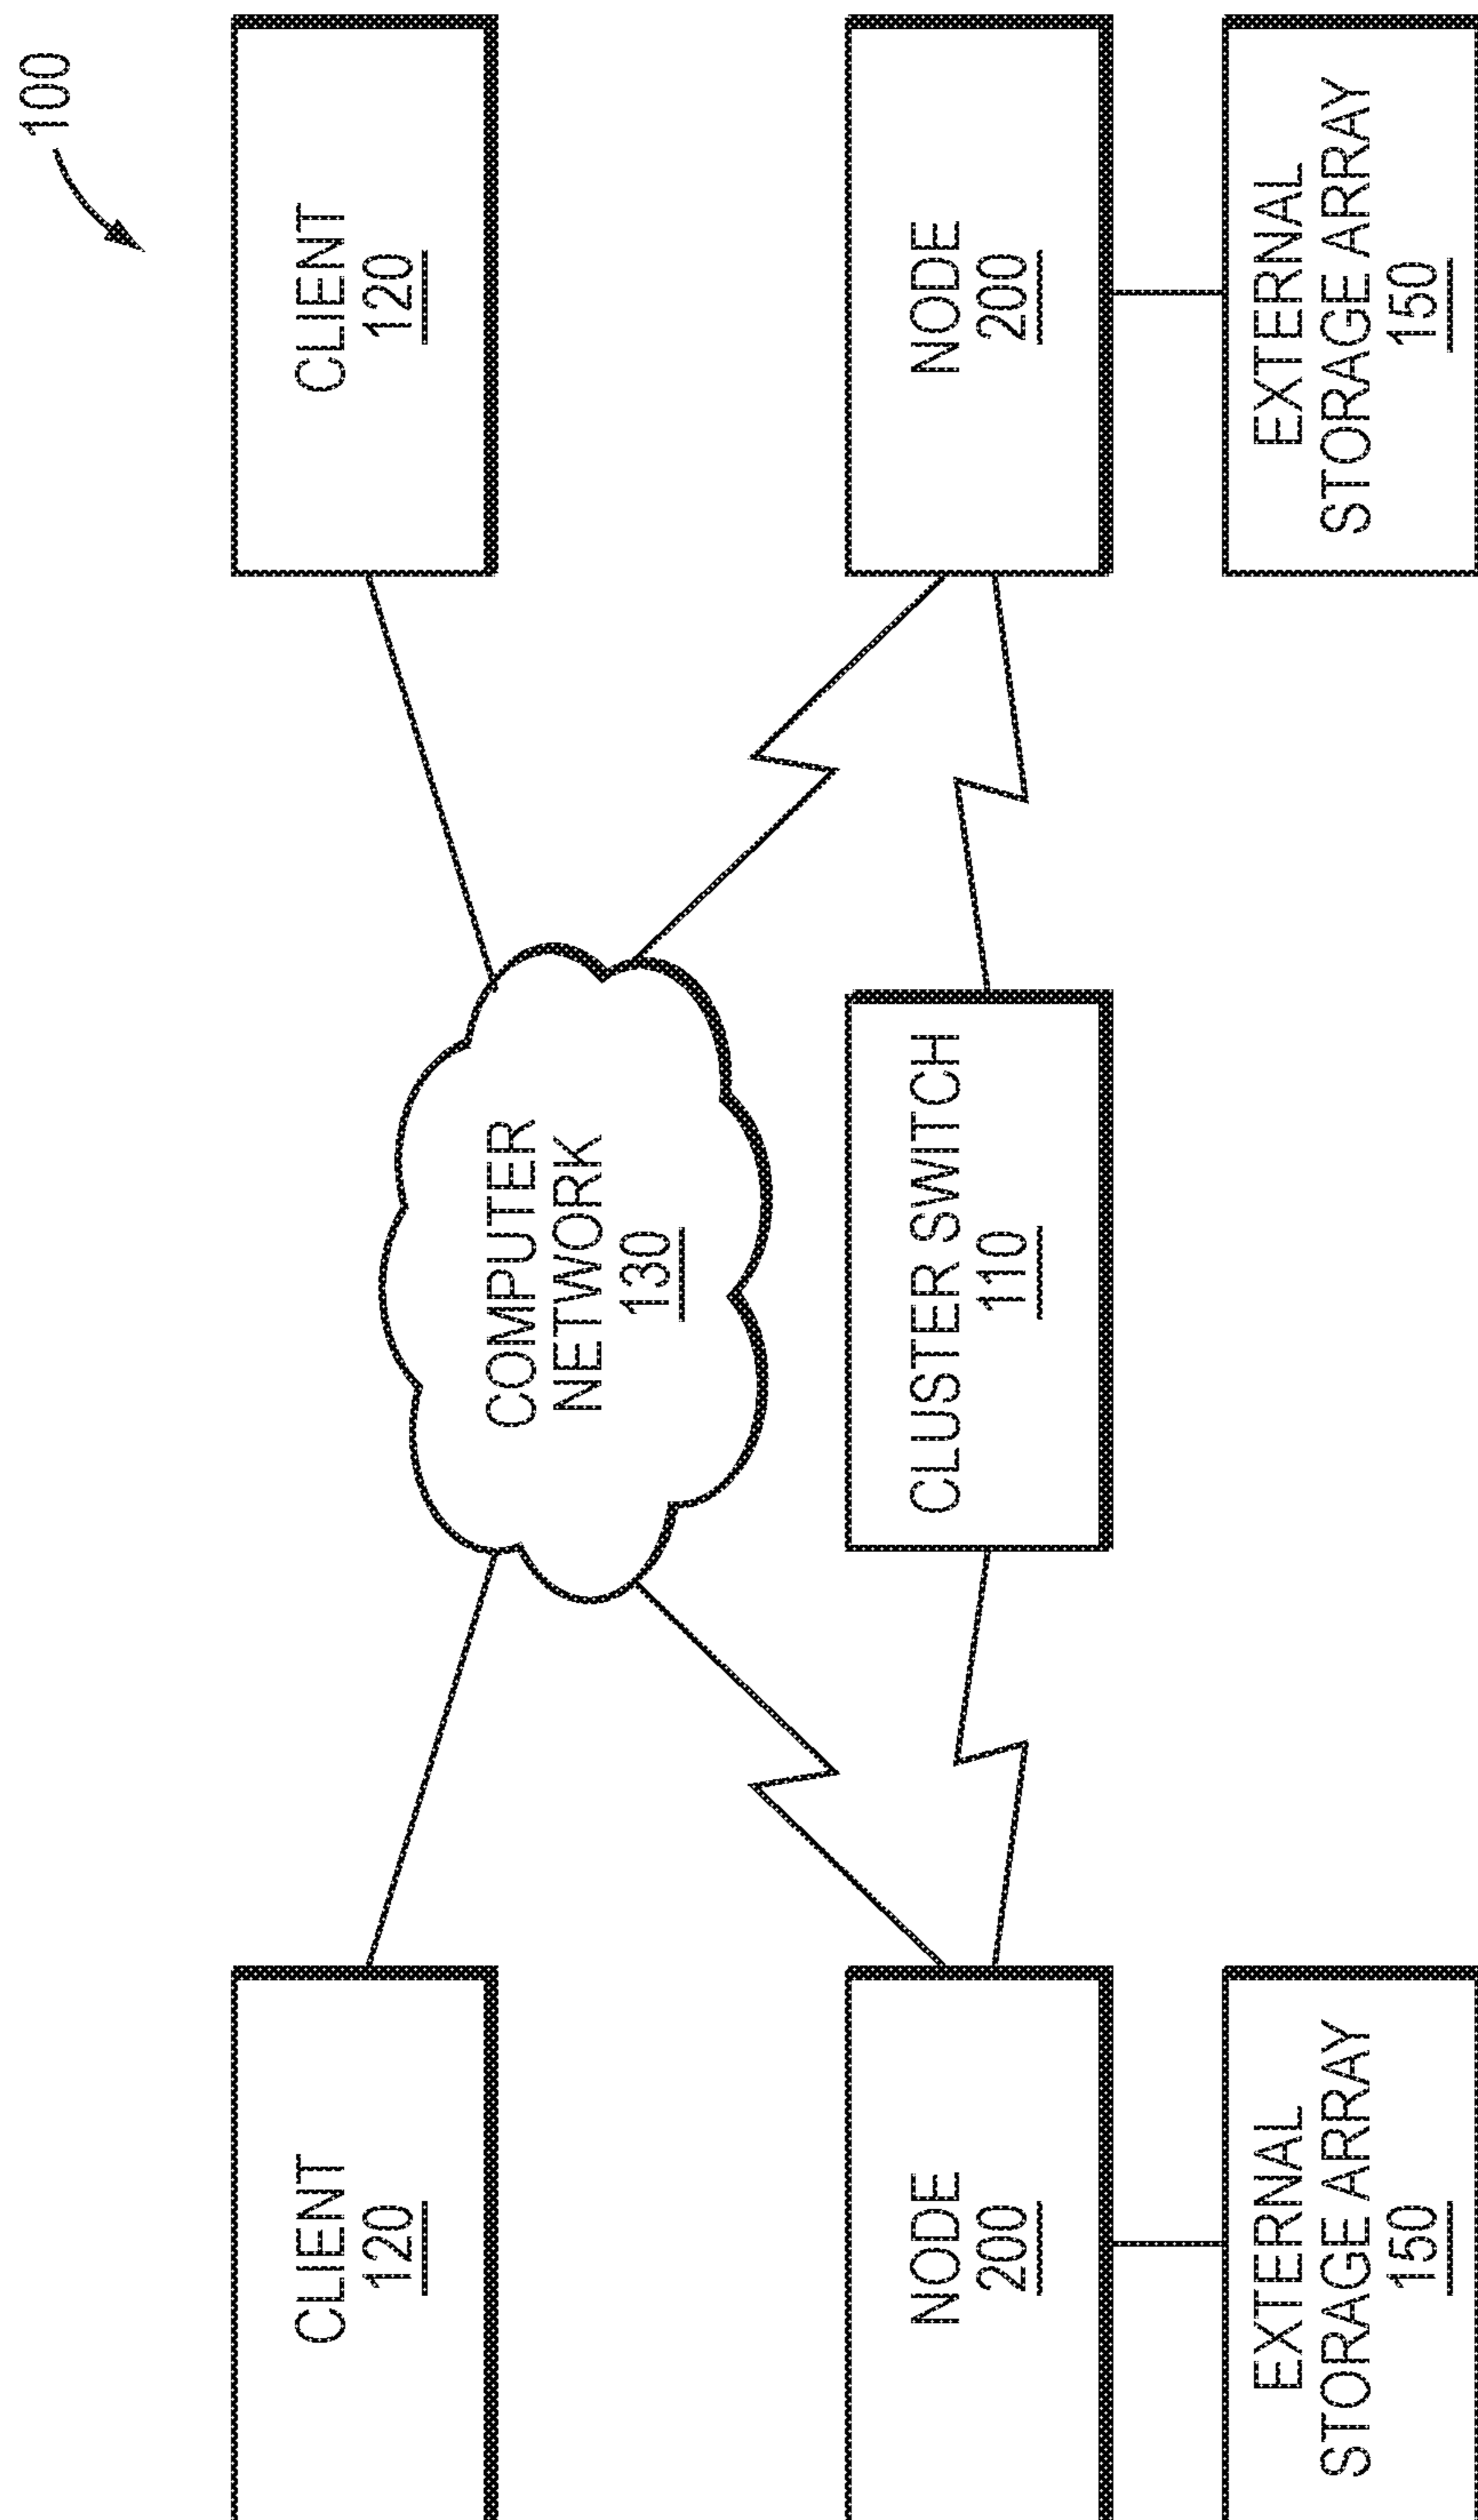 100
CLIENT
120
CLIENT
120
COMPUTER
NETWORK
130
NODE
200
CLUSTER SWITCH
110
NODE
200
EXTERNAL
STORAGE ARRAY
150
EXTERNAL
STORAGE ARRAY
150